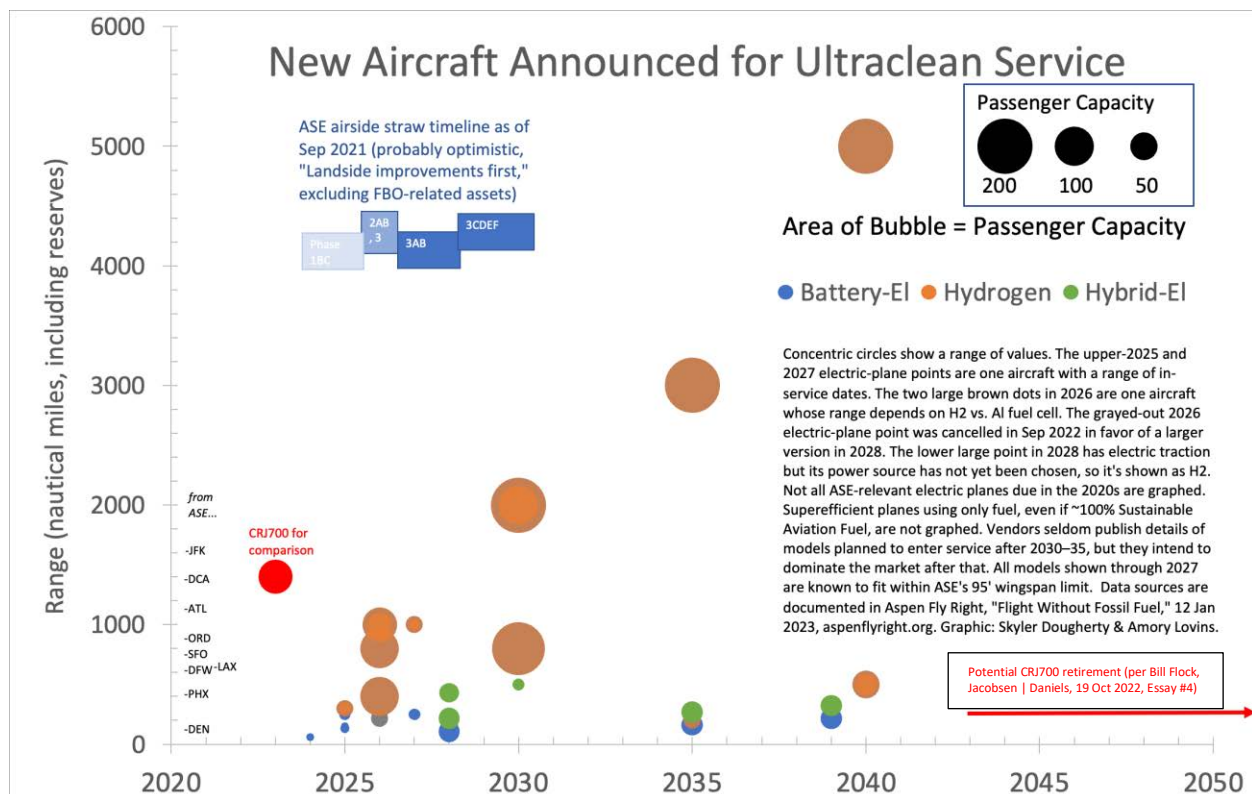 New Aircraft Announced for Ultraclean Service
6000
5000
4000
3000
2000
1000
0
Range (nautical miles, including reserves)
ASE airside straw timeline as of
Sep 2021 (probably optimistic,
"Landside improvements first,"
excluding FBO-related assets)
Phase
1BC
2AB
, 3
3AB
3CDEF
Passenger Capacity
200
100
50
Area of Bubble = Passenger Capacity
Battery-El
Hydrogen
Hybrid-El
Concentric circles show a range of values. The upper-2025 and
2027 electric-plane points are one aircraft with a range of in-
service dates. The two large brown dots in 2026 are one aircraft
whose range depends on H2 vs. Al fuel cell. The grayed-out 2026
electric-plane point was cancelled in Sep 2022 in favor of a larger
version in 2028. The lower large point in 2028 has electric traction
but its power source has not yet been chosen, so it's shown as H2.
Not all ASE-relevant electric planes due in the 2020s are graphed.
Superefficient planes using only fuel, even if ~100% Sustainable
Aviation Fuel, are not graphed. Vendors seldom publish details of
models planned to enter service after 2030–35, but they intend to
dominate the market after that. All models shown through 2027
are known to fit within ASE's 95' wingspan limit. Data sources are
documented in Aspen Fly Right, "Flight Without Fossil Fuel," 12 Jan
2023, aspenflyright.org. Graphic: Skyler Dougherty & Amory Lovins.
from
ASE...
CRJ700 for
comparison
-JFK
-DCA
-ATL
-ORD
-SFO
-DFW
-LAX
-PHX
-DEN
Potential CRJ700 retirement (per Bill Flock,
Jacobsen | Daniels, 19 Oct 2022, Essay #4)
2020
2025
2030
2035
2040
2045
2050